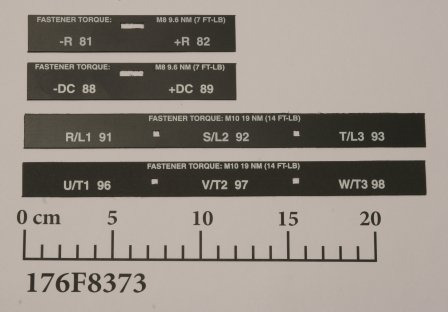 FASTENER TORQUE: M8 9.6 NM (7 FT-LB)
-R 81 +R 82
FASTENER TORQUE: M8 9.6 NM (7 FT-LB)
-DC 88 +DC 89
FASTENER TORQUE: M10 19 NM (14 FT-LB)
R/L1 91 S/L2 92 T/L3 93
FASTENER TORQUE: M10 19 NM (14 FT-LB)
U/T1 96 V/T2 97 W/T3 98
0 cm 5 10 15 20
176F8373